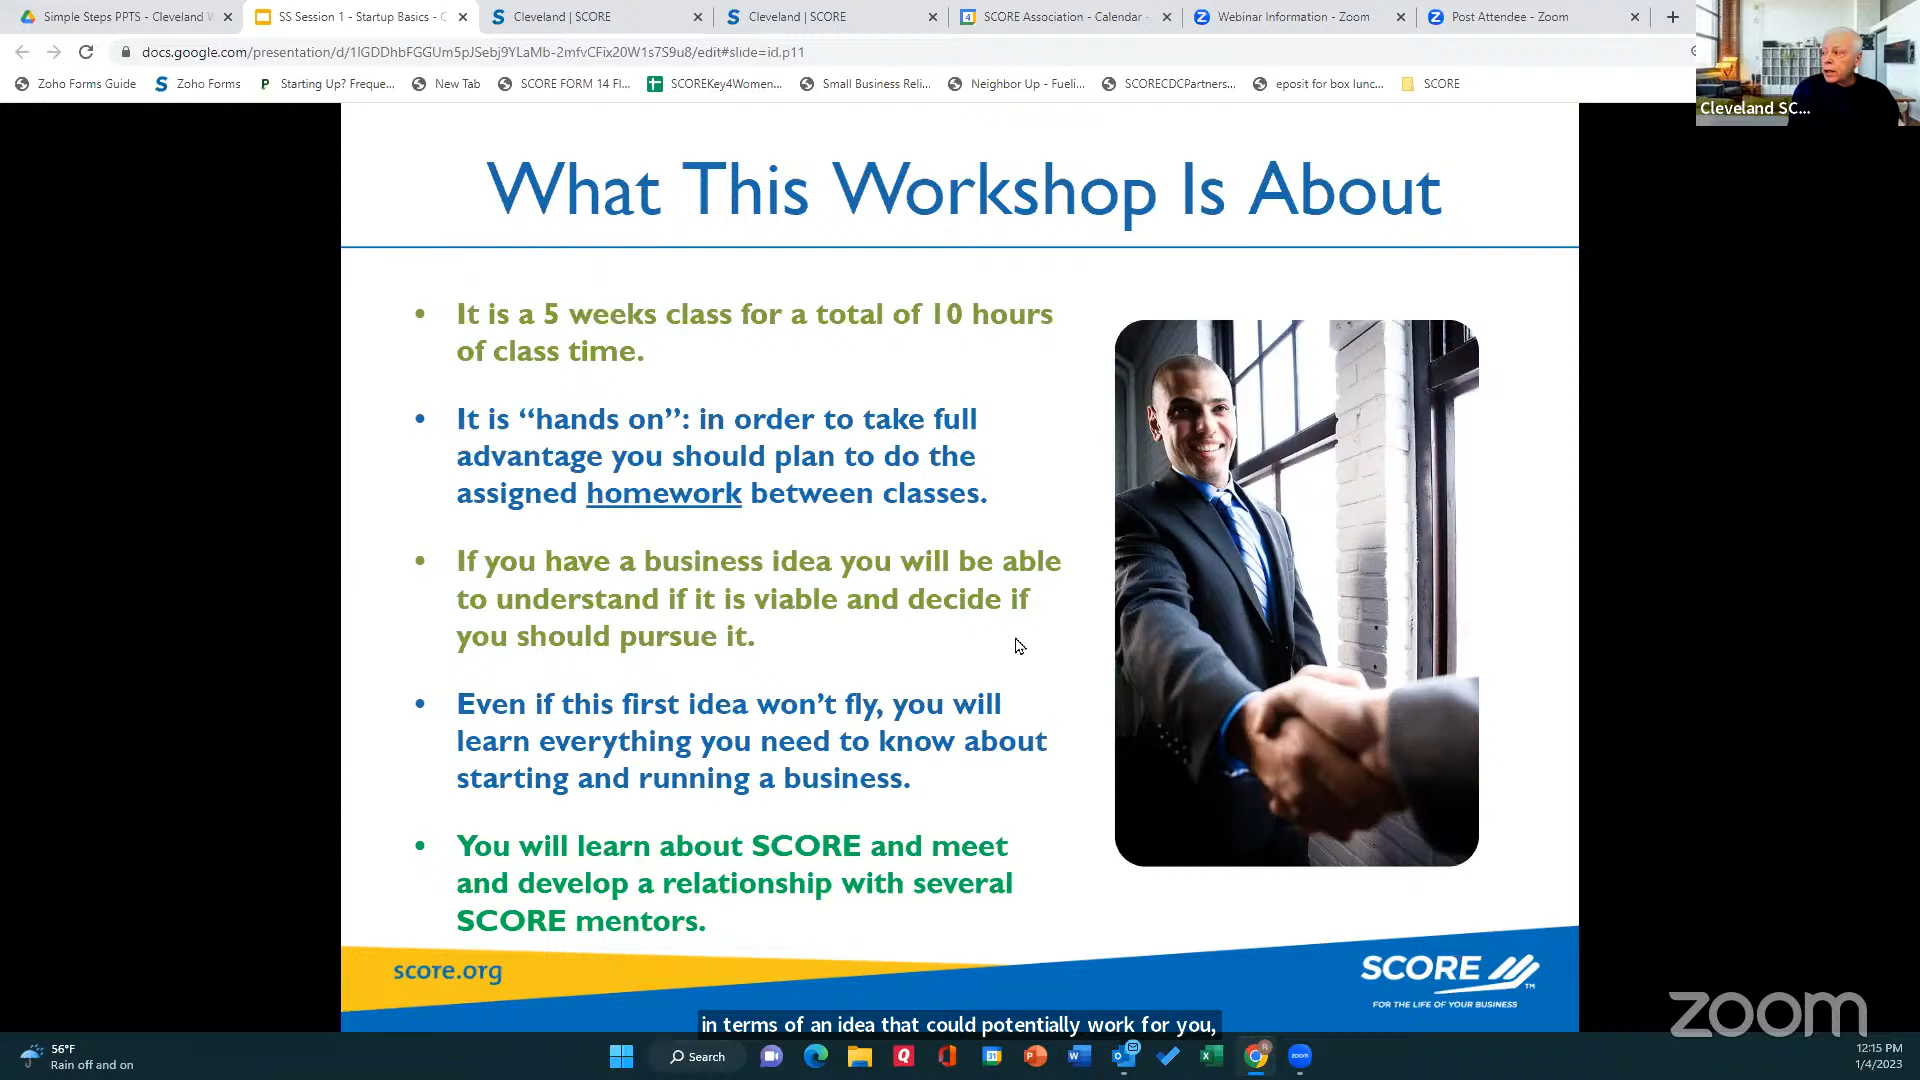 Simple Steps PPTS - Cleveland
SS Session 1 - Startup Basics - C
Cleveland | SCORE
Cleveland | SCORE
SCORE Association - Calendar -
Webinar Information - Zoom
Post Attendee - Zoom
docs.google.com/presentation/d/1IGDDhbFGGUm5pJSebj9YLaMb-2mfvCFix20W1s7S9u8/edit#slide=id.p11
Zoho Forms Guide
Zoho Forms
Starting Up? Freque...
New Tab
SCORE FORM 14 Fl...
SCOREKey4Women...
Small Business Reli...
Neighbor Up - Fueli...
SCORECDCPartners...
eposit for box lunc...
SCORE
Cleveland SC...
What This Workshop Is About
• It is a 5 weeks class for a total of 10 hours
of class time.
• It is “hands on”: in order to take full
advantage you should plan to do the
assigned homework between classes.
• If you have a business idea you will be able
to understand if it is viable and decide if
you should pursue it.
• Even if this first idea won’t fly, you will
learn everything you need to know about
starting and running a business.
• You will learn about SCORE and meet
and develop a relationship with several
SCORE mentors.
score.org
SCORE
TM
FOR THE LIFE OF YOUR BUSINESS
in terms of an idea that could potentially work for you,
zoom
56°F
Rain off and on
Search
12:15 PM
1/4/2023